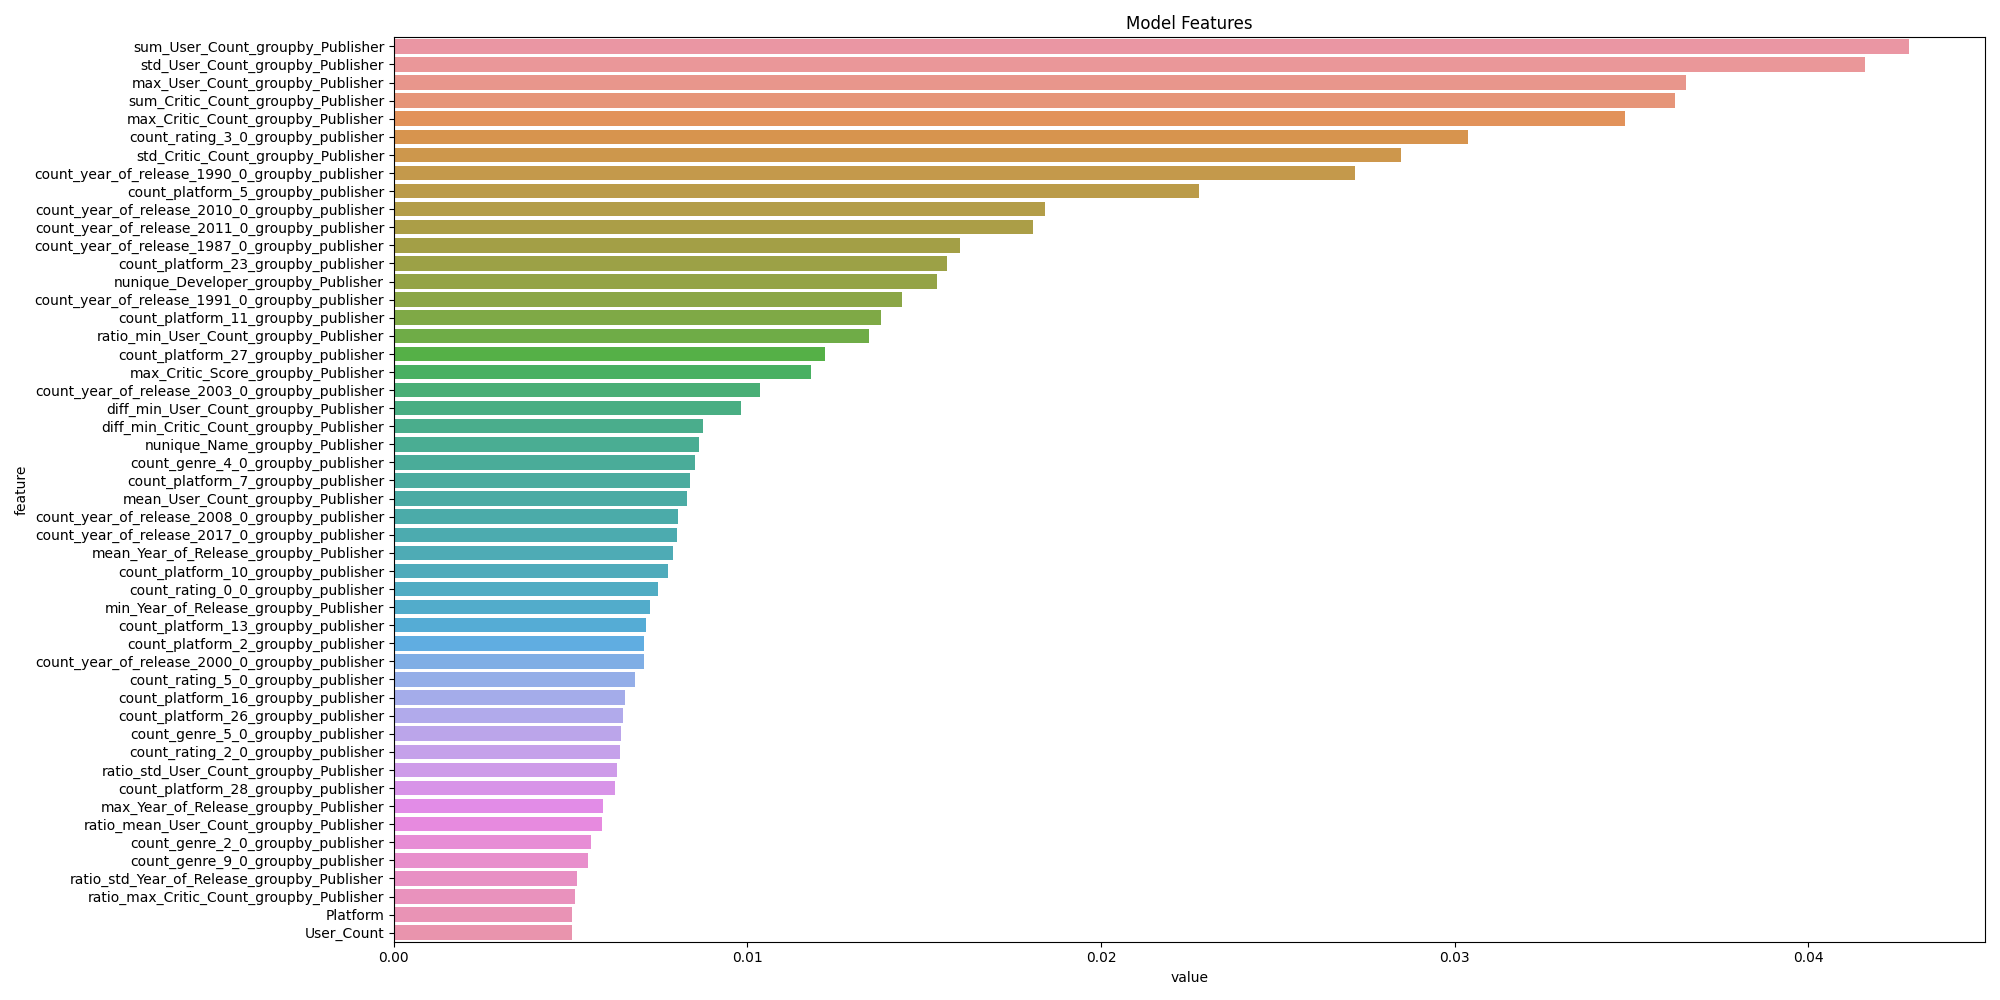 Model Features
feature
sum_User_Count_groupby_Publisher
std_User_Count_groupby_Publisher
max_User_Count_groupby_Publisher
sum_Critic_Count_groupby_Publisher
max_Critic_Count_groupby_Publisher
count_rating_3_0_groupby_publisher
std_Critic_Count_groupby_Publisher
count_year_of_release_1990_0_groupby_publisher
count_platform_5_groupby_publisher
count_year_of_release_2010_0_groupby_publisher
count_year_of_release_2011_0_groupby_publisher
count_year_of_release_1987_0_groupby_publisher
count_platform_23_groupby_publisher
nunique_Developer_groupby_Publisher
count_year_of_release_1991_0_groupby_publisher
count_platform_11_groupby_publisher
ratio_min_User_Count_groupby_Publisher
count_platform_27_groupby_publisher
max_Critic_Score_groupby_Publisher
count_year_of_release_2003_0_groupby_publisher
diff_min_User_Count_groupby_Publisher
diff_min_Critic_Count_groupby_Publisher
nunique_Name_groupby_Publisher
count_genre_4_0_groupby_publisher
count_platform_7_groupby_publisher
mean_User_Count_groupby_Publisher
count_year_of_release_2008_0_groupby_publisher
count_year_of_release_2017_0_groupby_publisher
mean_Year_of_Release_groupby_Publisher
count_platform_10_groupby_publisher
count_rating_0_0_groupby_publisher
min_Year_of_Release_groupby_Publisher
count_platform_13_groupby_publisher
count_platform_2_groupby_publisher
count_year_of_release_2000_0_groupby_publisher
count_rating_5_0_groupby_publisher
count_platform_16_groupby_publisher
count_platform_26_groupby_publisher
count_genre_5_0_groupby_publisher
count_rating_2_0_groupby_publisher
ratio_std_User_Count_groupby_Publisher
count_platform_28_groupby_publisher
max_Year_of_Release_groupby_Publisher
ratio_mean_User_Count_groupby_Publisher
count_genre_2_0_groupby_publisher
count_genre_9_0_groupby_publisher
ratio_std_Year_of_Release_groupby_Publisher
ratio_max_Critic_Count_groupby_Publisher
Platform
User_Count
0.00 0.01 0.02 0.03 0.04
value